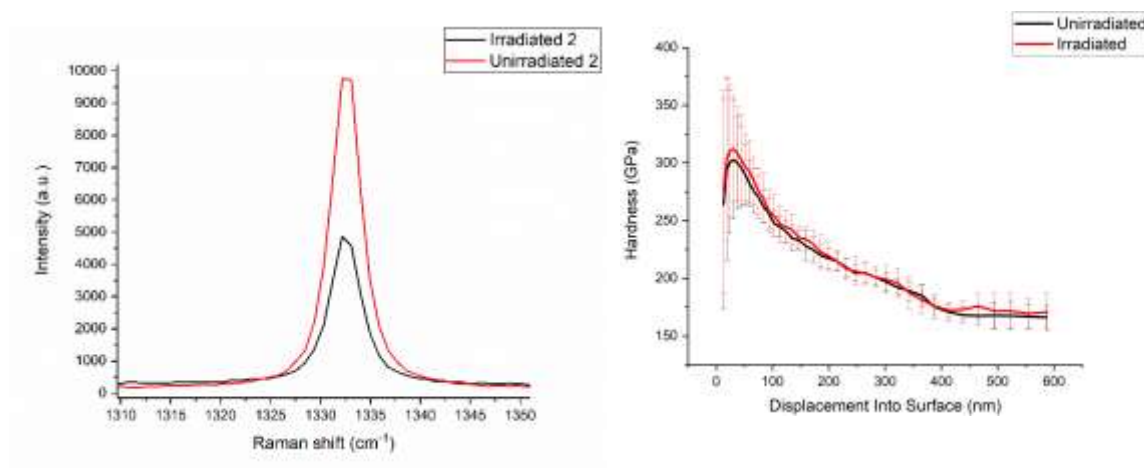 Irradiated 2
Unirradiated 2
10000
9000
8000
7000
6000
5000
4000
3000
2000
1000
0
Intensity (a.u.)
1310 1315 1320 1325 1330 1335 1340 1345 1350
Raman shift (cm⁻¹)
Unirradiated
Irradiated
400
350
300
250
200
150
Hardness (GPa)
0 100 200 300 400 500 600
Displacement Into Surface (nm)